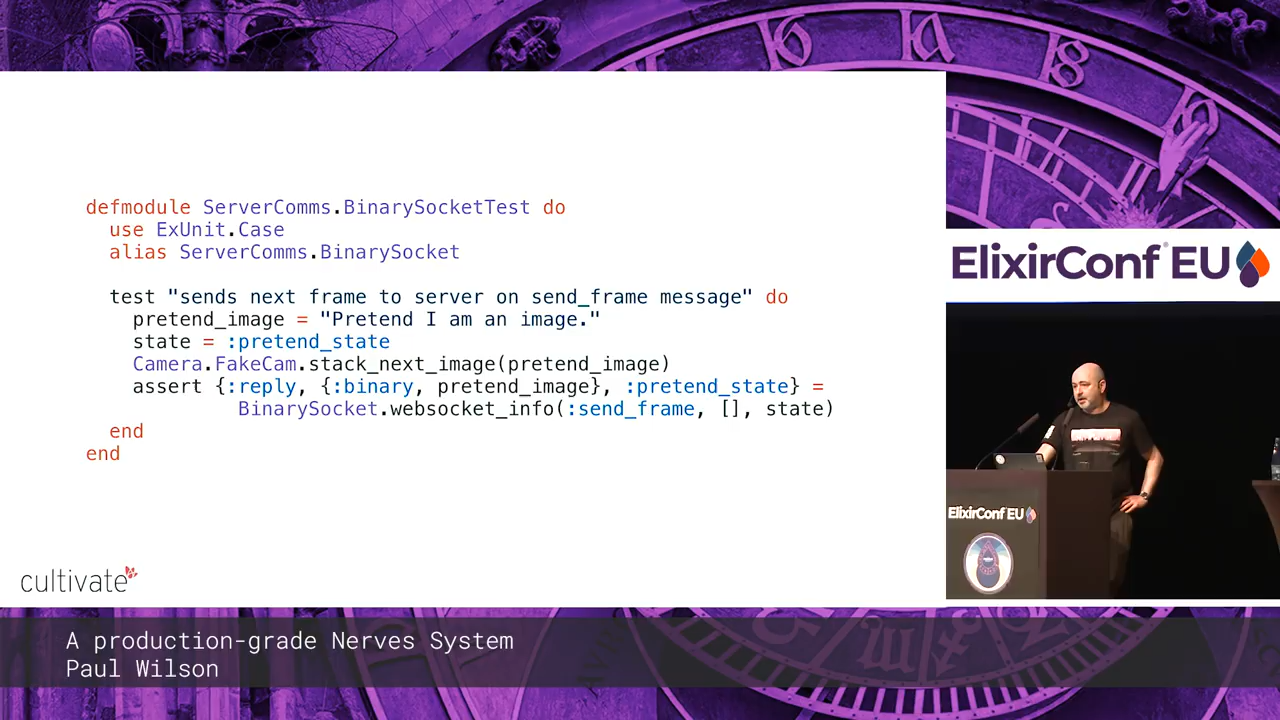 defmodule ServerComms.BinarySocketTest do
use ExUnit.Case
alias ServerComms.BinarySocket
test "sends next frame to server on send_frame message" do
pretend_image = "Pretend I am an image."
state = :pretend_state
Camera.FakeCam.stack_next_image(pretend_image)
assert {:reply, {:binary, pretend_image}, :pretend_state} =
BinarySocket.websocket_info(:send_frame, [], state)
end
end
cultivate
ElixirConf® EU
ElixirConf EU
A production-grade Nerves System
Paul Wilson